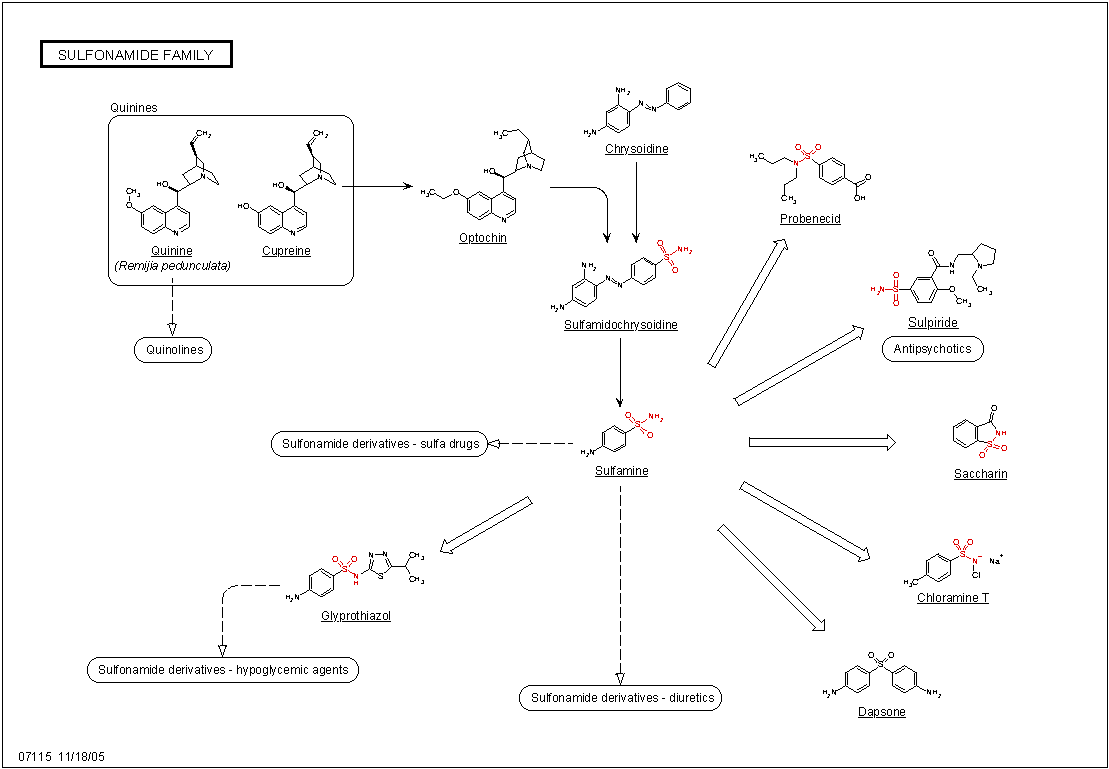 SULFONAMIDE FAMILY
Quinines
Quinine
(Remijia pedunculata)
Cupreine
Optochin
Chrysoidine
Probenecid
Sulfamidochrysoidine
Sulpiride
Antipsychotics
Quinolines
Sulfonamide derivatives - sulfa drugs
Sulfamine
Saccharin
Glyprothiazol
Chloramine T
Sulfonamide derivatives - hypoglycemic agents
Sulfonamide derivatives - diuretics
Dapsone
07115 11/18/05